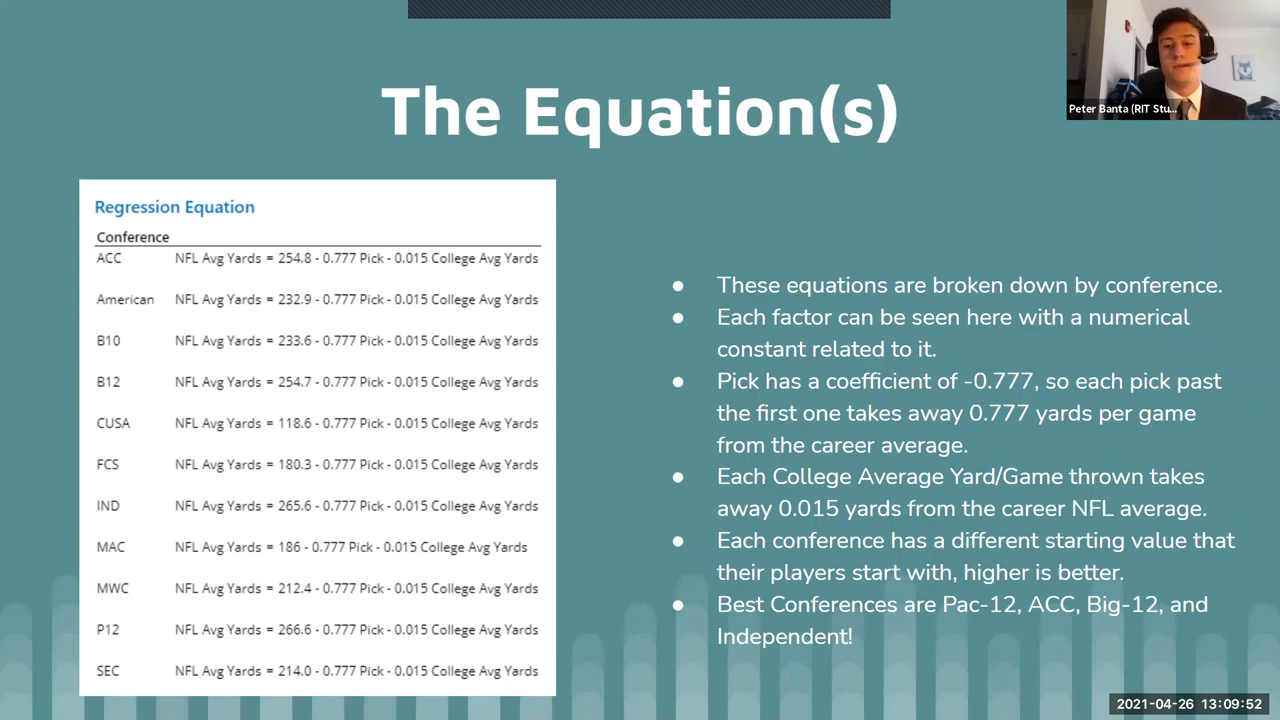 The Equation(s)
Peter Banta (RIT Stu...
Regression Equation
Conference
ACC NFL Avg Yards = 254.8 - 0.777 Pick - 0.015 College Avg Yards
American NFL Avg Yards = 232.9 - 0.777 Pick - 0.015 College Avg Yards
B10 NFL Avg Yards = 233.6 - 0.777 Pick - 0.015 College Avg Yards
B12 NFL Avg Yards = 254.7 - 0.777 Pick - 0.015 College Avg Yards
CUSA NFL Avg Yards = 118.6 - 0.777 Pick - 0.015 College Avg Yards
FCS NFL Avg Yards = 180.3 - 0.777 Pick - 0.015 College Avg Yards
IND NFL Avg Yards = 265.6 - 0.777 Pick - 0.015 College Avg Yards
MAC NFL Avg Yards = 186 - 0.777 Pick - 0.015 College Avg Yards
MWC NFL Avg Yards = 212.4 - 0.777 Pick - 0.015 College Avg Yards
P12 NFL Avg Yards = 266.6 - 0.777 Pick - 0.015 College Avg Yards
SEC NFL Avg Yards = 214.0 - 0.777 Pick - 0.015 College Avg Yards
● These equations are broken down by conference.
● Each factor can be seen here with a numerical
constant related to it.
● Pick has a coefficient of -0.777, so each pick past
the first one takes away 0.777 yards per game
from the career average.
● Each College Average Yard/Game thrown takes
away 0.015 yards from the career NFL average.
● Each conference has a different starting value that
their players start with, higher is better.
● Best Conferences are Pac-12, ACC, Big-12, and
Independent!
2021-04-26 13:09:52